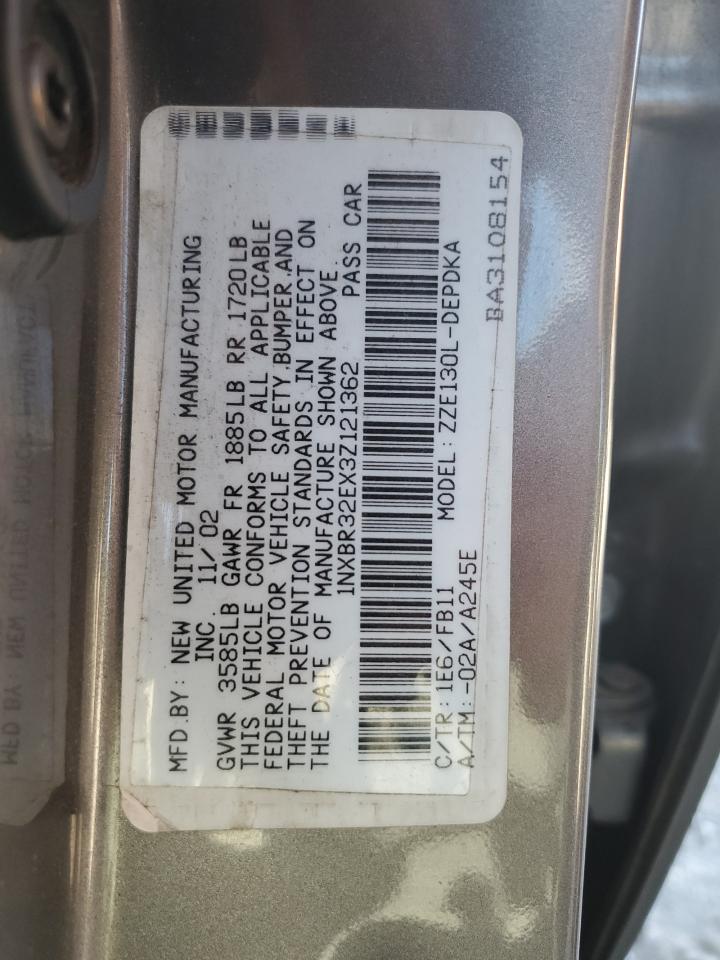 MFD.BY: NEW UNITED MOTOR MANUFACTURING
INC. 11/02
GVWR 3585LB GAWR FR 1885LB RR 1720LB
THIS VEHICLE CONFORMS TO ALL APPLICABLE
FEDERAL MOTOR VEHICLE SAFETY,BUMPER,AND
THEFT PREVENTION STANDARDS IN EFFECT ON
THE DATE OF MANUFACTURE SHOWN ABOVE.
1NXBR32EX3Z121362 PASS CAR
C/TR: 1E6/FB11 MODEL: ZZE130L-DEPDKA
A/TM: -02A/A245E
BA3108154